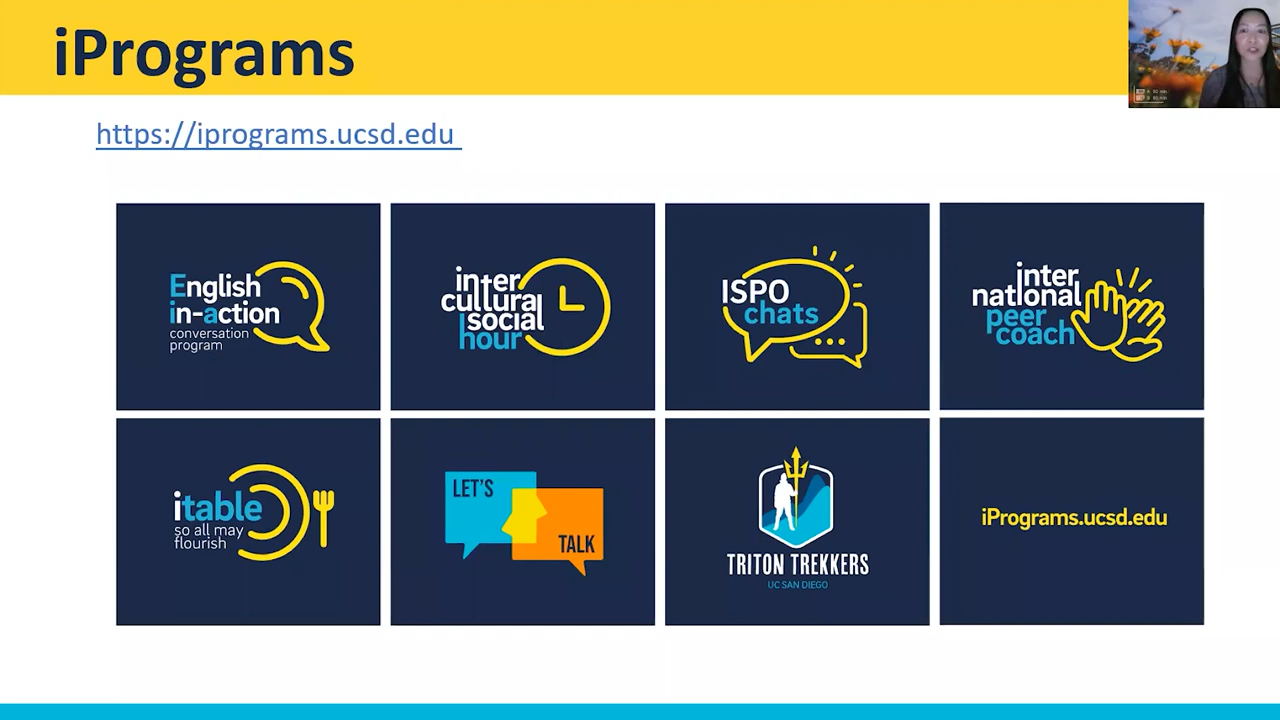 iPrograms
https://iprograms.ucsd.edu
English
in-action
conversation
program
inter
cultural
social
hour
ISPO
chats
inter
national
peer
coach
itable
so all may
flourish
LET'S
TALK
TRITON TREKKERS
UC SAN DIEGO
iPrograms.ucsd.edu